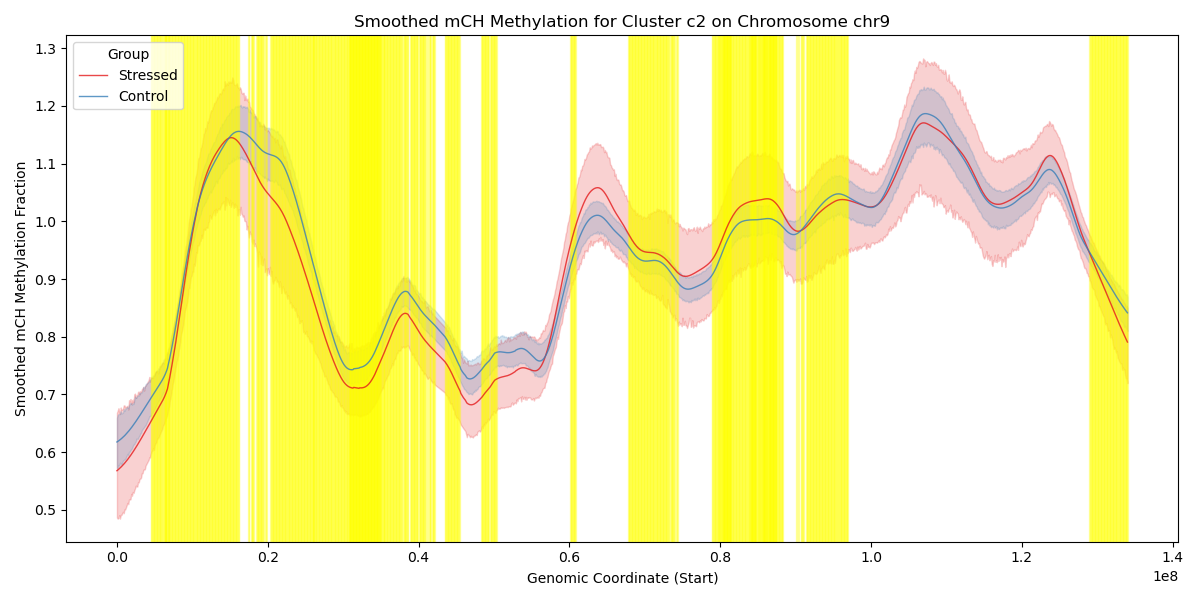 Smoothed mCH Methylation for Cluster c2 on Chromosome chr9
Group
Stressed
Control
Smoothed mCH Methylation Fraction
1.3
1.2
1.1
1.0
0.9
0.8
0.7
0.6
0.5
0.0
0.2
0.4
0.6
0.8
1.0
1.2
1.4
1e8
Genomic Coordinate (Start)